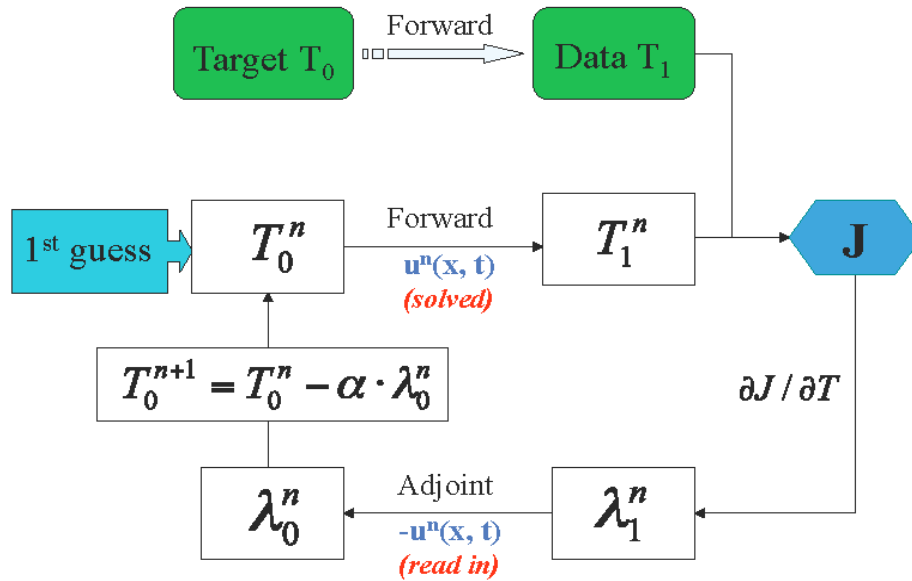 Forward
Target T₀
Data T₁
1ˢᵗ guess
T₀ⁿ
Forward
uⁿ(x, t)
(solved)
T₁ⁿ
J
T₀ⁿ⁺¹ = T₀ⁿ − α · λ₀ⁿ
∂J / ∂T
λ₀ⁿ
Adjoint
-uⁿ(x, t)
(read in)
λ₁ⁿ